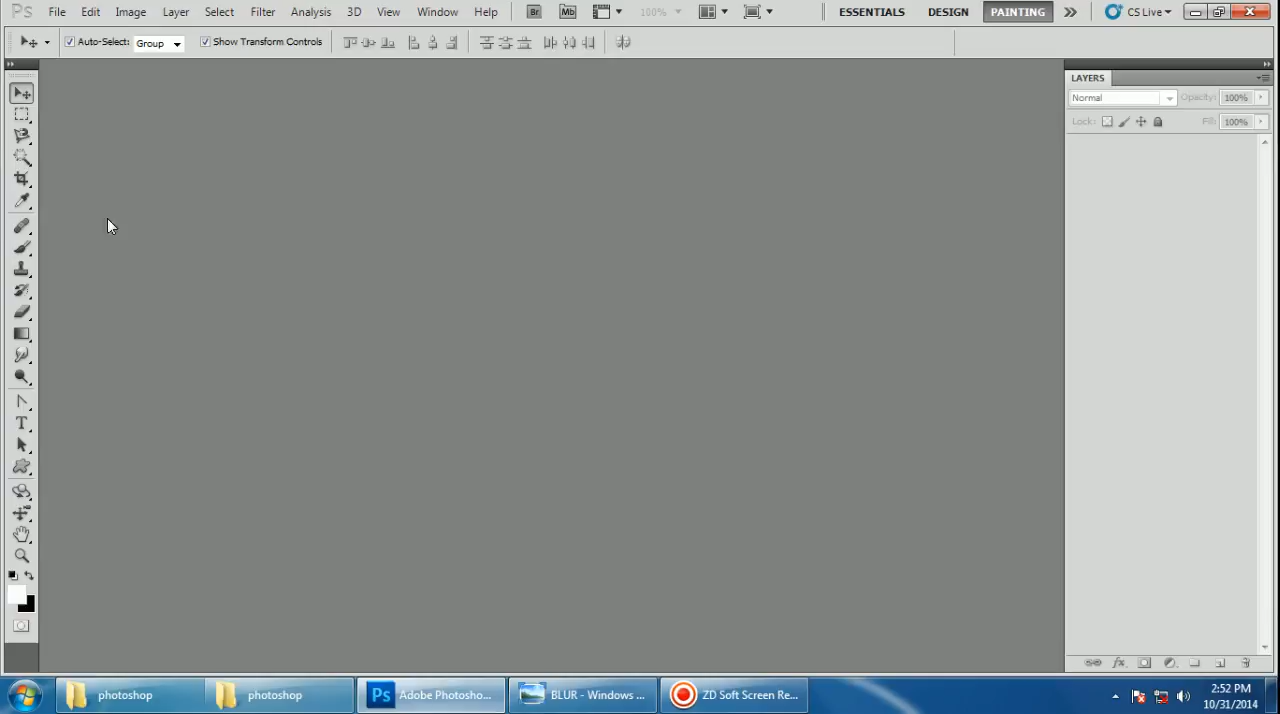 Ps File Edit Image Layer Select Filter Analysis 3D View Window Help Br Mb 100% ESSENTIALS DESIGN PAINTING CS Live
Auto-Select: Group Show Transform Controls
LAYERS
Normal Opacity: 100%
Lock: Fill: 100%
T
photoshop photoshop Ps Adobe Photosho... BLUR - Windows ... ZD Soft Screen Re... 2:52 PM
10/31/2014